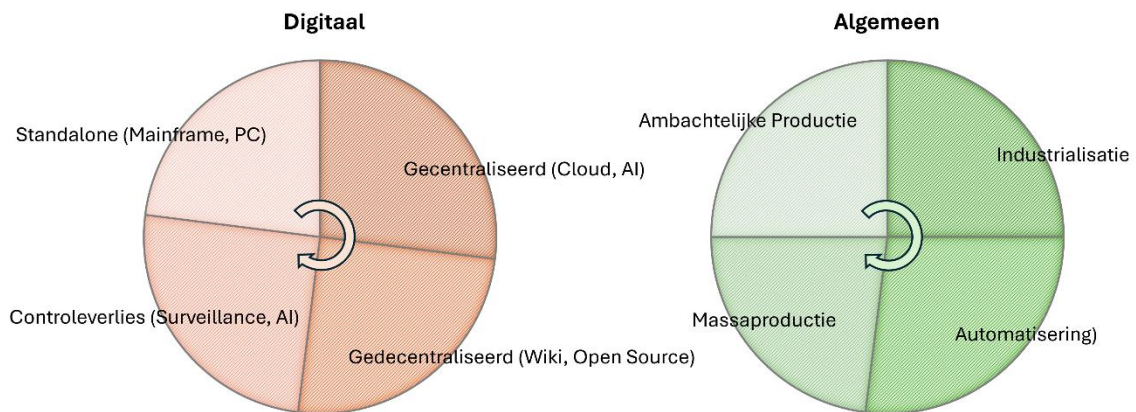 Digitaal
Standalone (Mainframe, PC)
Gecentraliseerd (Cloud, AI)
Controleverlies (Surveillance, AI)
Gedecentraliseerd (Wiki, Open Source)
Algemeen
Ambachtelijke Productie
Industrialisatie
Massaproductie
Automatisering)